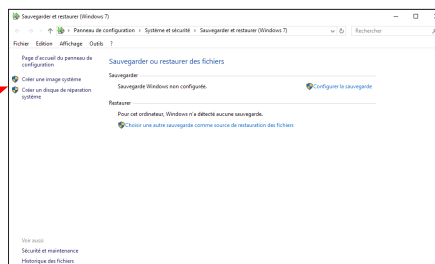 Sauvegarder et restaurer (Windows 7)
Panneau de configuration > Système et sécurité > Sauvegarder et restaurer (Windows 7)
Rechercher
Fichier Edition Affichage Outils ?
Page d'accueil du panneau de
configuration
Créer une image système
Créer un disque de réparation
système
Sauvegarder ou restaurer des fichiers
Sauvegarder
Sauvegarde Windows non configurée.
Configurer la sauvegarde
Restaurer
Pour cet ordinateur, Windows n'a détecté aucune sauvegarde.
Choisir une autre sauvegarde comme source de restauration des fichiers
Voir aussi
Sécurité et maintenance
Historique des fichiers